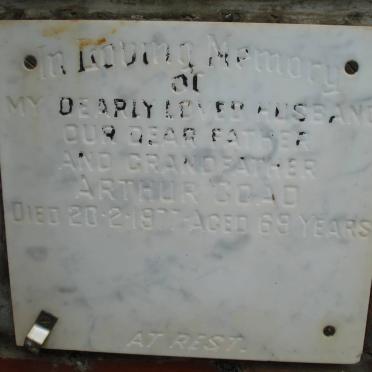 In Loving Memory
of
MY DEARLY LOVED HUSBAND,
OUR DEAR FATHER
AND GRANDFATHER
ARTHUR COAD
DIED 20-2-1977 AGED 69 YEARS
AT REST.